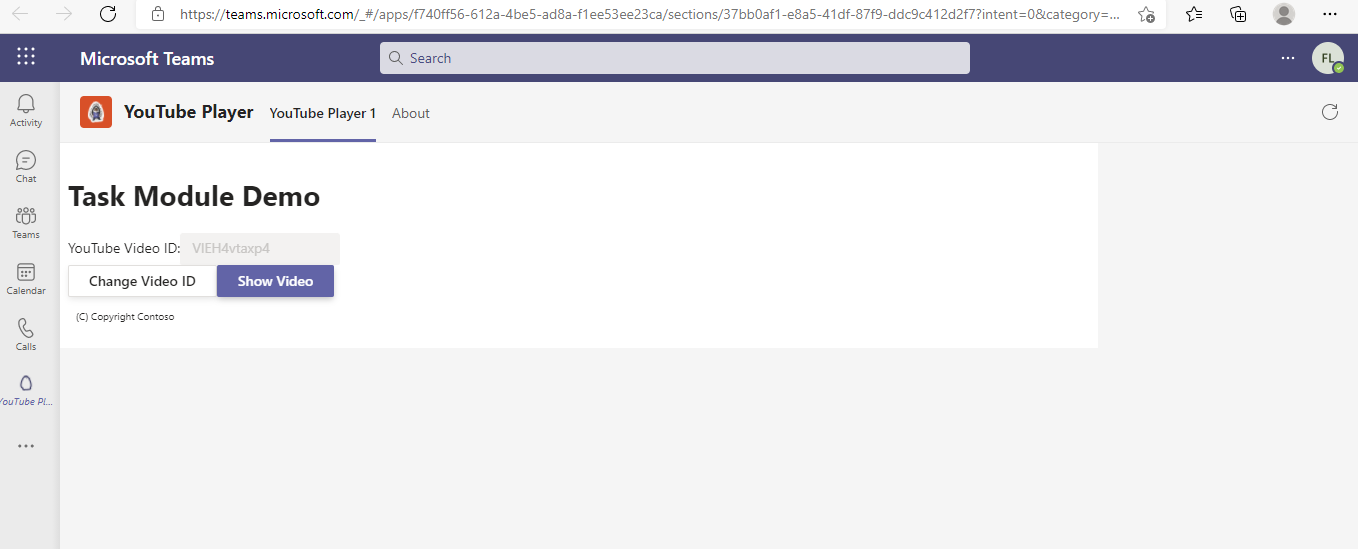 https://teams.microsoft.com/_#/apps/f740ff56-612a-4be5-ad8a-f1ee53ee23ca/sections/37bb0af1-e8a5-41df-87f9-ddc9c412d2f7?intent=0&category=...
Microsoft Teams
Search
FL
YouTube Player
YouTube Player 1
About
Activity
Chat
Teams
Calendar
Calls
YouTube Pl...
Task Module Demo
YouTube Video ID: VlEH4vtaxp4
Change Video ID
Show Video
(C) Copyright Contoso